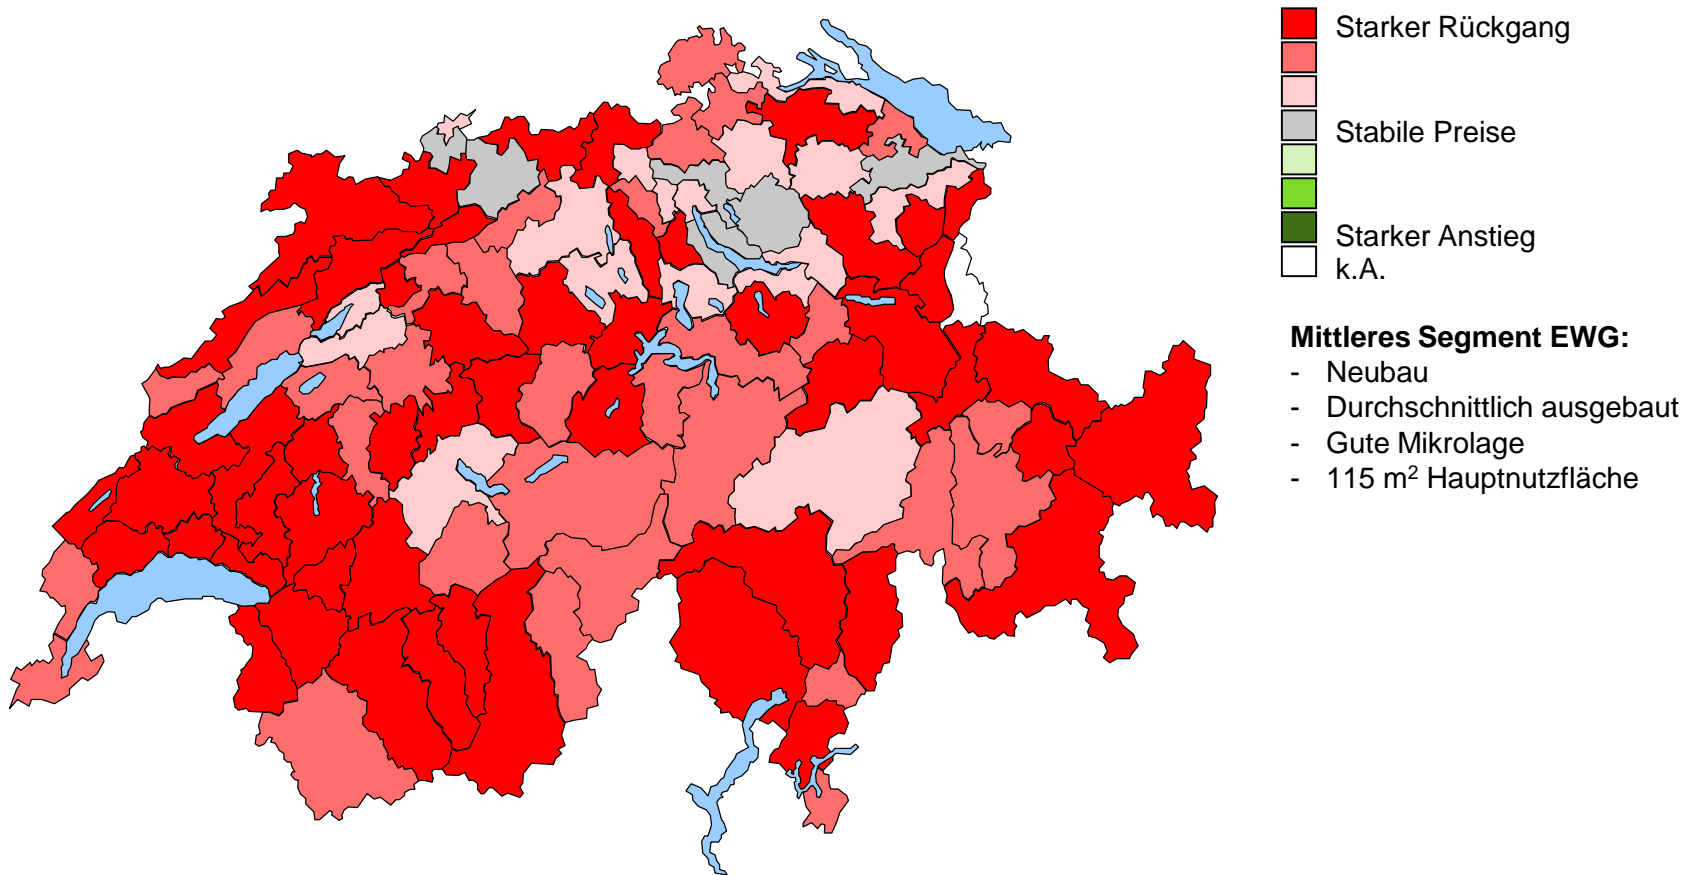 Starker Rückgang
Stabile Preise
Starker Anstieg
k.A.
Mittleres Segment EWG:
- Neubau
- Durchschnittlich ausgebaut
- Gute Mikrolage
- 115 m² Hauptnutzfläche